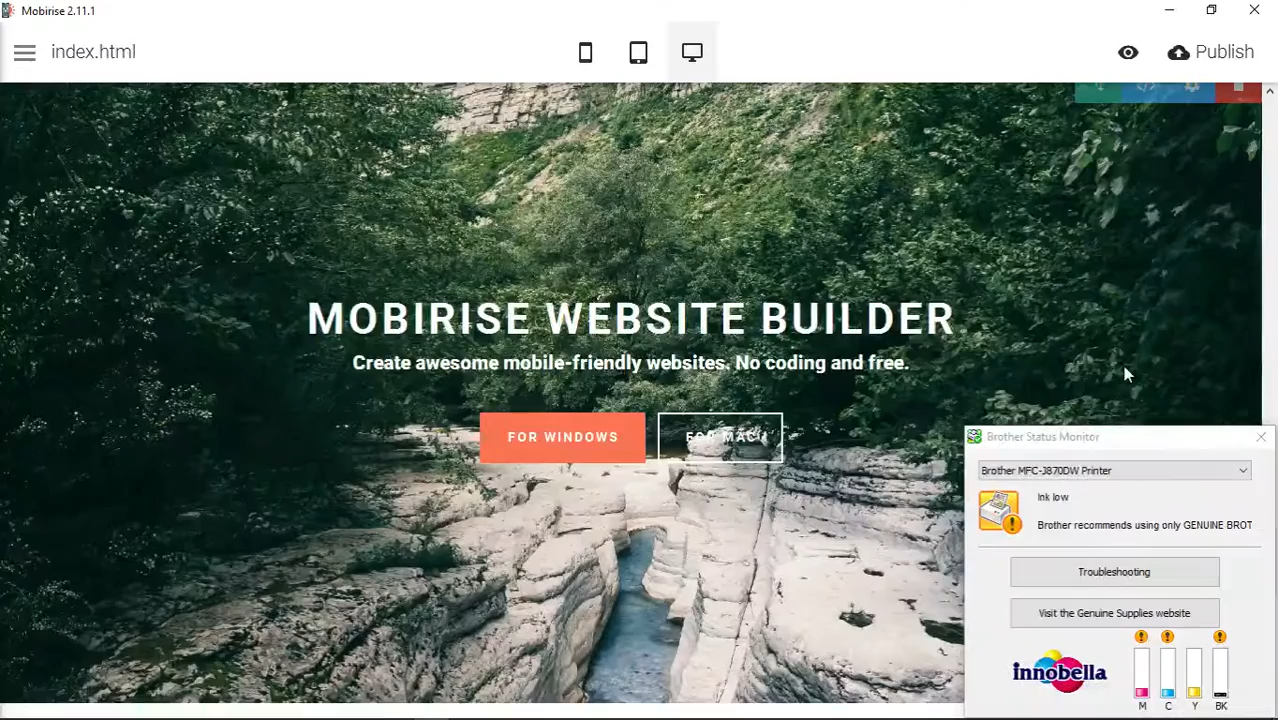 Mobirise 2.11.1
index.html
Publish
MOBIRISE WEBSITE BUILDER
Create awesome mobile-friendly websites. No coding and free.
FOR WINDOWS
FOR MAC
Brother Status Monitor
Brother MFC-J870DW Printer
Ink low
Brother recommends using only GENUINE BROT
Troubleshooting
Visit the Genuine Supplies website
innobella
M C Y BK